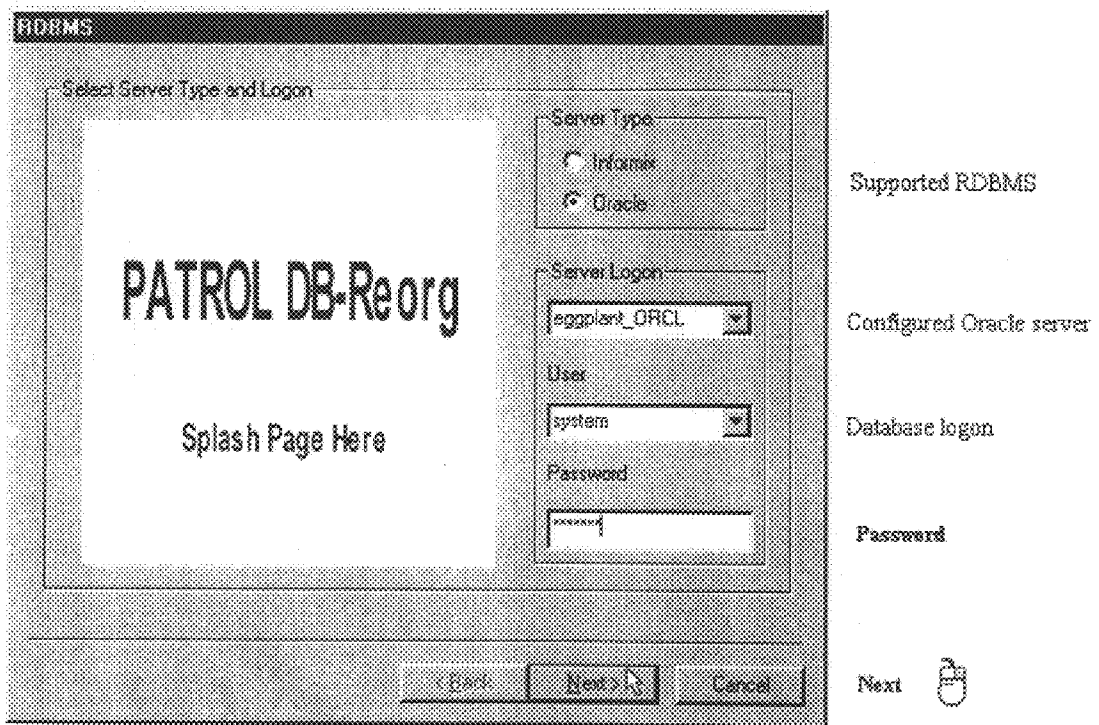 RDBMS
Select Server Type and Logon
PATROL DB-Reorg
Splash Page Here
Server Type
Informix
Oracle
Server Logon
eggplant_ORCL
User
system
Password
*******
< Back
Next >
Cancel
Supported RDBMS
Configured Oracle server
Database logon
Password
Next